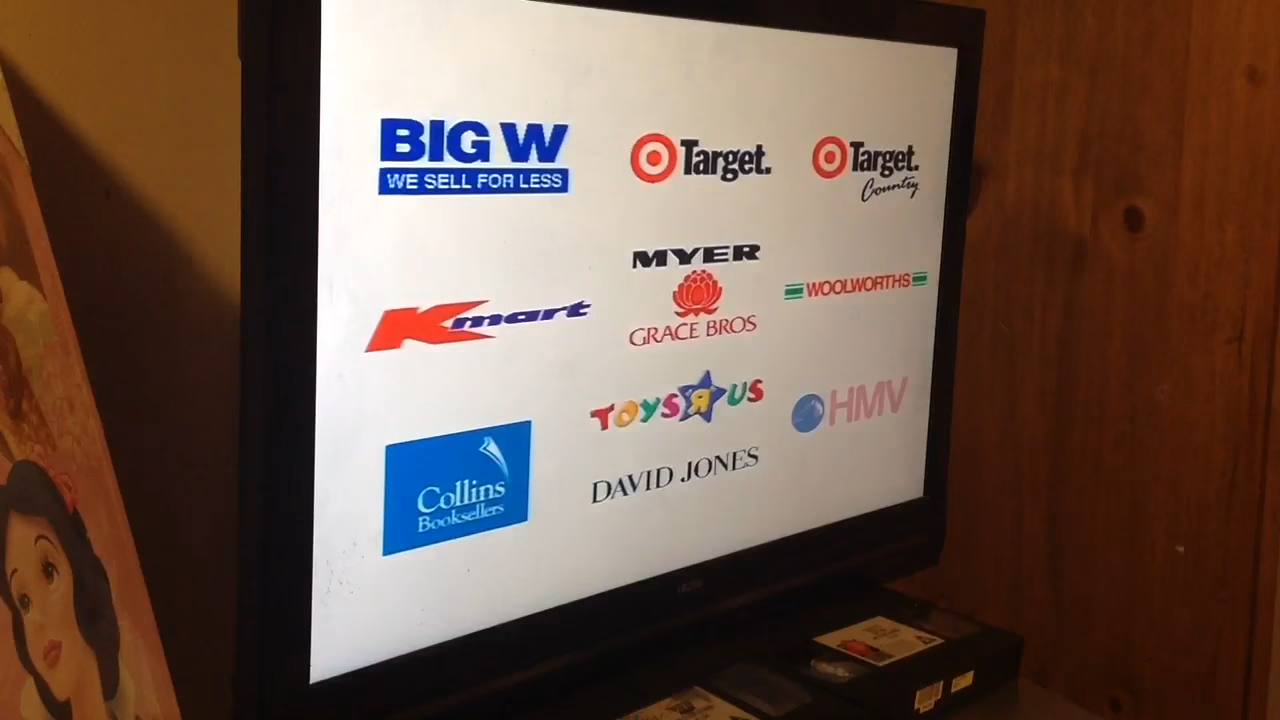 BIG W
WE SELL FOR LESS
Target.
Target.
Country
Kmart
MYER
GRACE BROS
WOOLWORTHS
Collins
Booksellers
TOYS R US
DAVID JONES
HMV